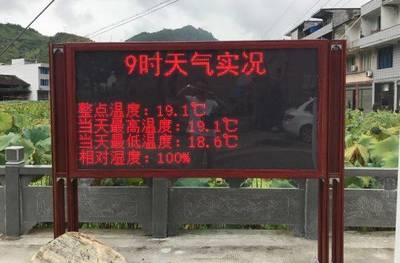 9时天气实况
整点温度：19.1℃
当天最高温度：19.1℃
当天最低温度：18.6℃
相对湿度：100%